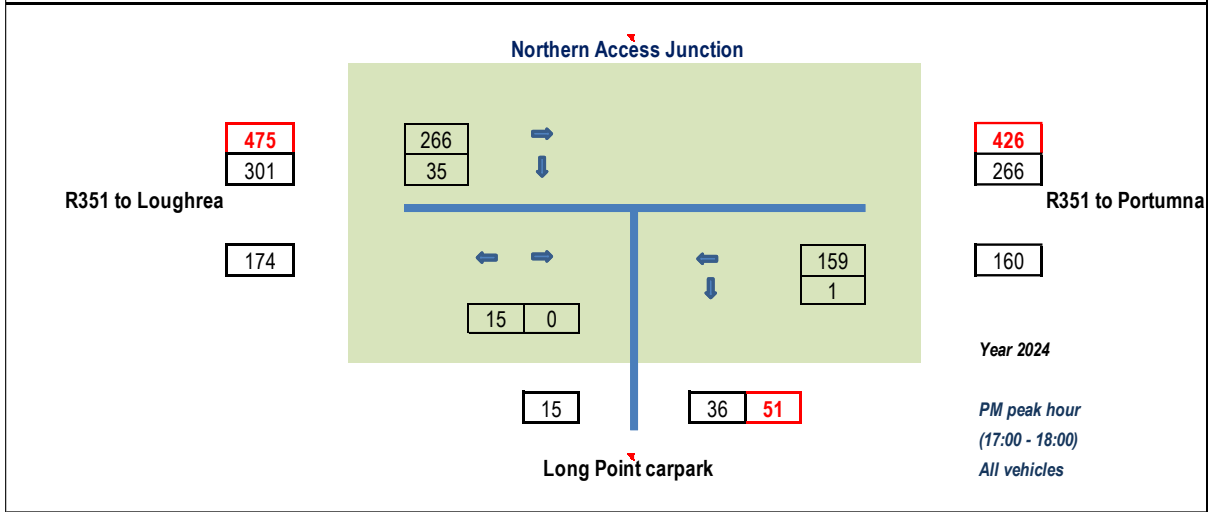 Northern Access Junction
475 266 426
301 35 266
R351 to Loughrea R351 to Portumna
174 159 160
1
15 0
Year 2024
15 36 51 PM peak hour
(17:00 - 18:00)
Long Point carpark All vehicles